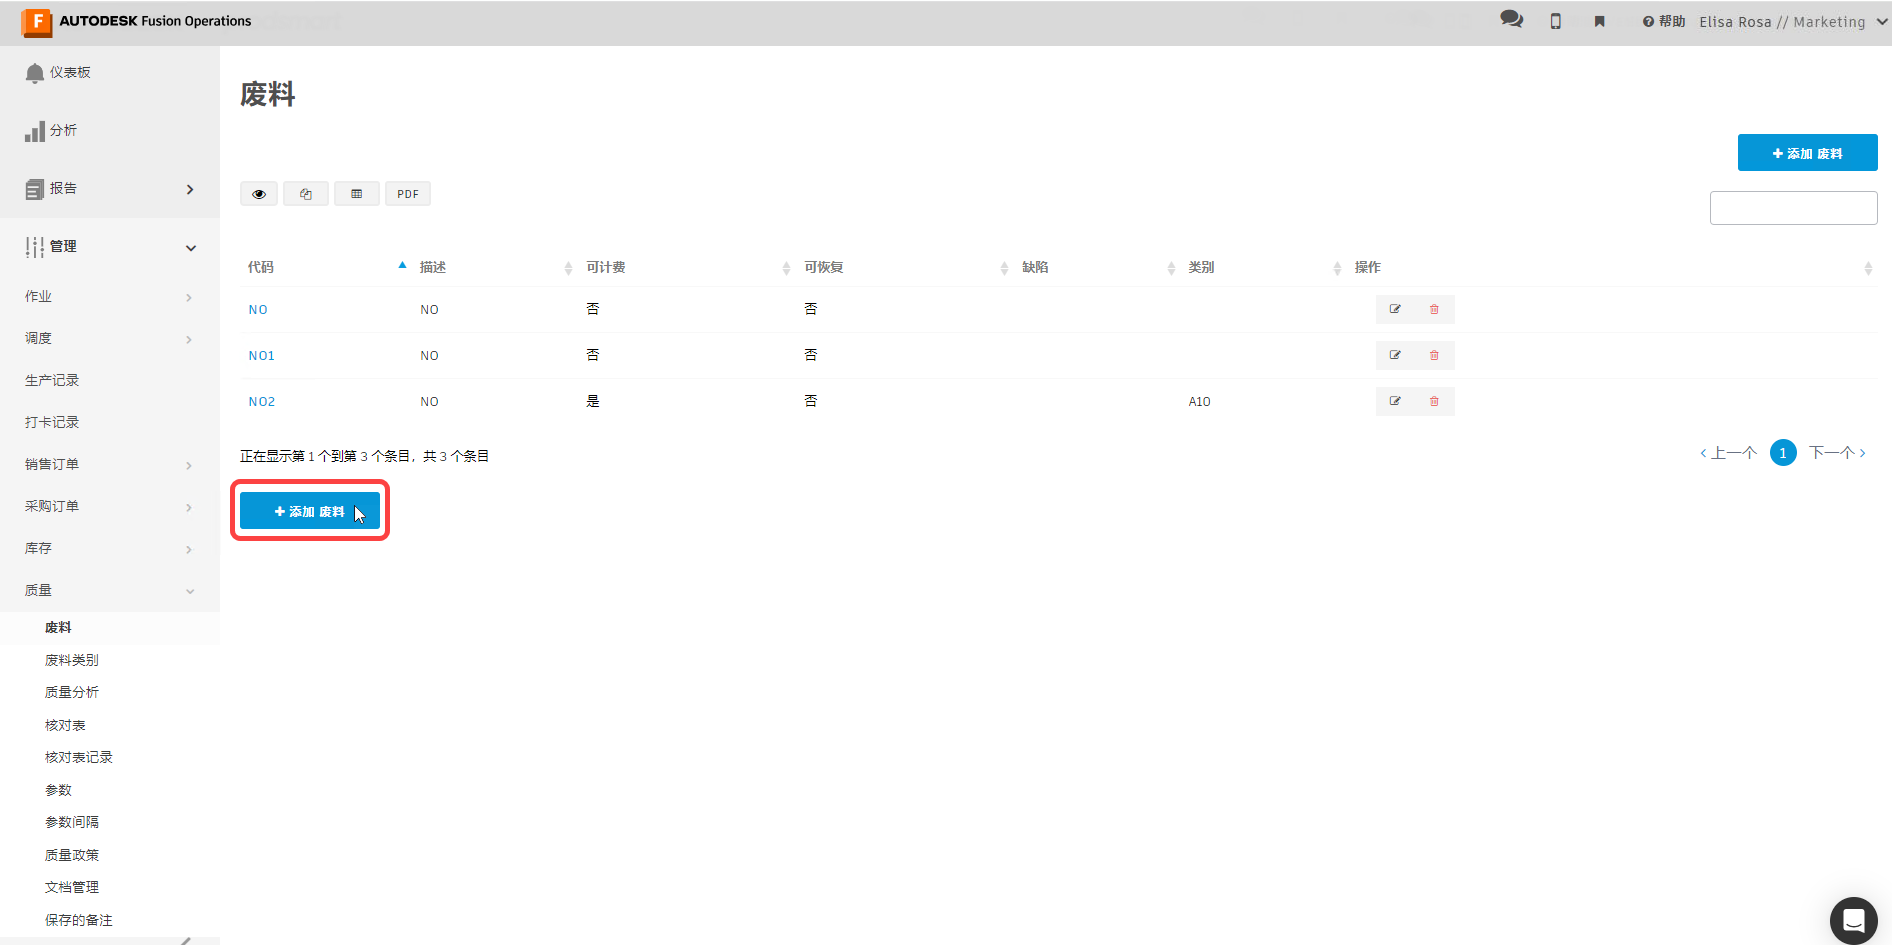 F AUTODESK Fusion Operations
帮助 Elisa Rosa // Marketing
仪表板
分析
报告
管理
作业
调度
生产记录
打卡记录
销售订单
采购订单
库存
质量
废料
废料类别
质量分析
核对表
核对表记录
参数
参数间隔
质量政策
文档管理
保存的备注
废料
+ 添加 废料
PDF
代码 描述 可计费 可恢复 缺陷 类别 操作
NO NO 否 否
NO1 NO 否 否
NO2 NO 是 否 A10
正在显示第 1 个到第 3 个条目，共 3 个条目
上一个 1 下一个
+ 添加 废料